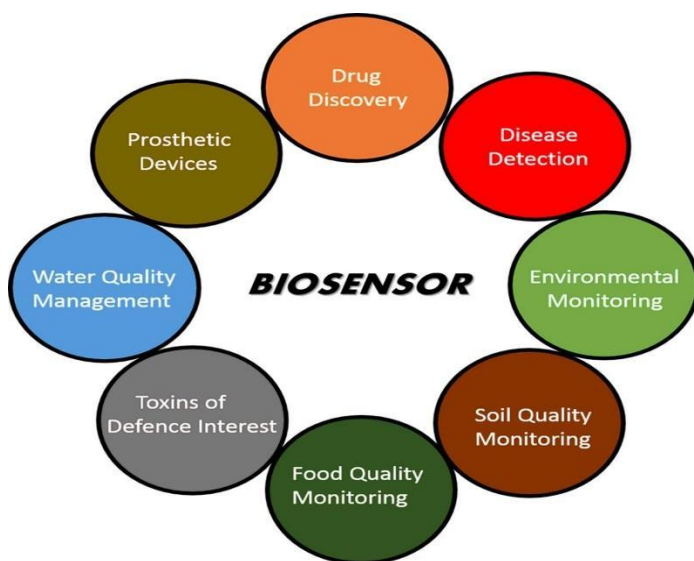 Drug
Discovery
Disease
Detection
Environmental
Monitoring
Soil Quality
Monitoring
Food Quality
Monitoring
Toxins of
Defence Interest
Water Quality
Management
Prosthetic
Devices
BIOSENSOR